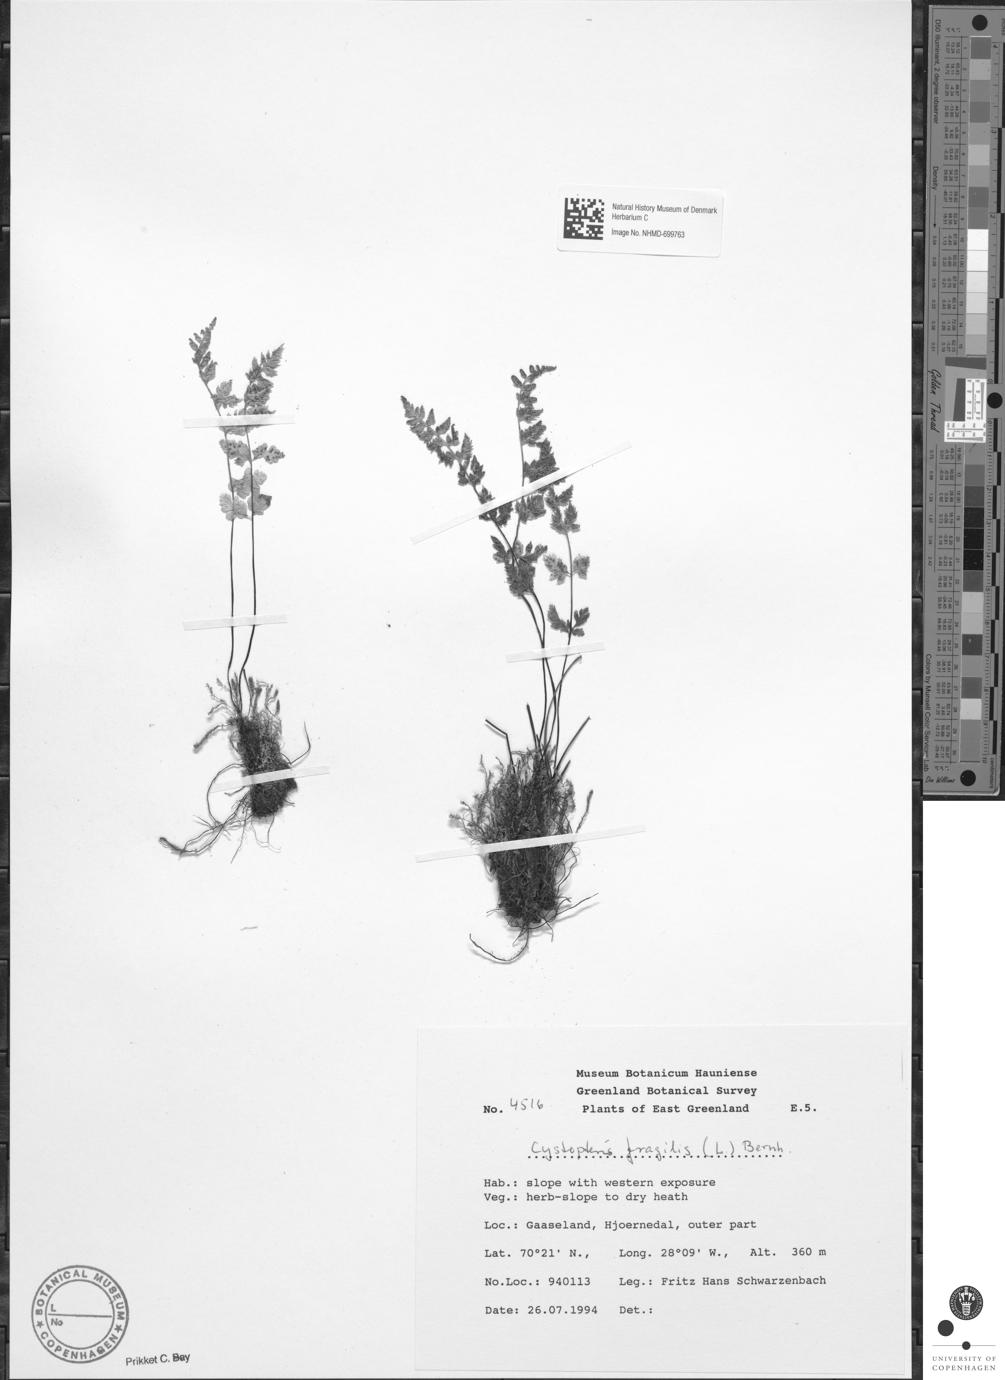 Natural History Museum of Denmark
Herbarium C
Image No. NHMD-699763
Golden Thread
Museum Botanicum Hauniense
Greenland Botanical Survey
No. 4516 Plants of East Greenland E.5.
Cystopteris fragilis (L.) Bernh.
Hab.: slope with western exposure
Veg.: herb-slope to dry heath
Loc.: Gaaseland, Hjoernedal, outer part
Lat. 70°21' N., Long. 28°09' W., Alt. 360 m
No.Loc.: 940113 Leg.: Fritz Hans Schwarzenbach
Date: 26.07.1994 Det.:
BOTANICAL MUSEUM
L
No
COPENHAGEN
Prikket C. Bay
UNIVERSITY OF
COPENHAGEN